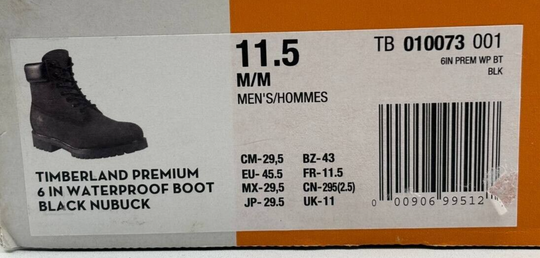 11.5
M/M
MEN'S/HOMMES
TB 010073 001
6IN PREM WP BT
BLK
TIMBERLAND PREMIUM
6 IN WATERPROOF BOOT
BLACK NUBUCK
CM-29,5 BZ-43
EU-45.5 FR-11.5
MX-29,5 CN-295(2.5)
JP-29.5 UK-11
0 00906 99512